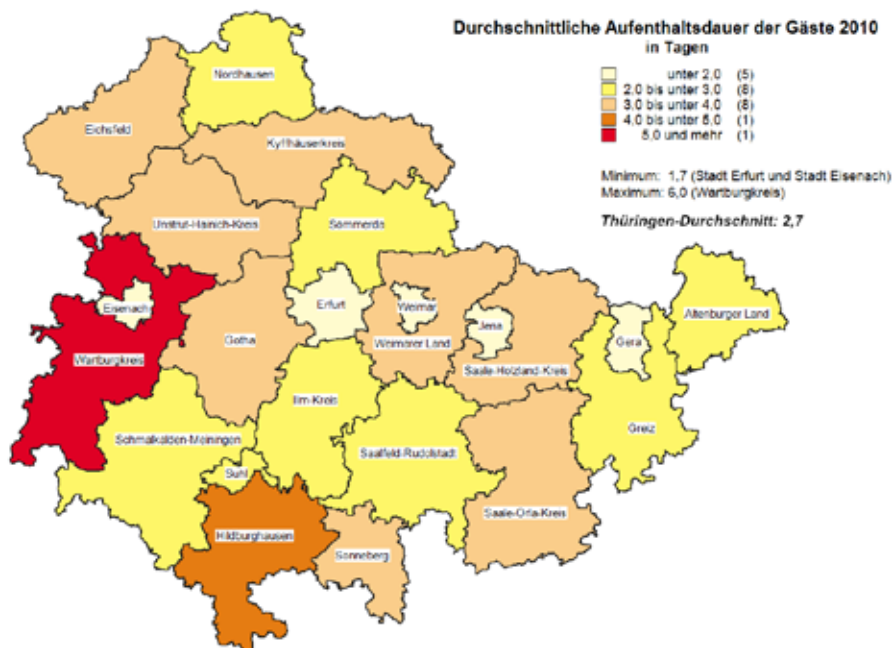 Durchschnittliche Aufenthaltsdauer der Gäste 2010
in Tagen
unter 2,0 (5)
2,0 bis unter 3,0 (8)
3,0 bis unter 4,0 (8)
4,0 bis unter 5,0 (1)
5,0 und mehr (1)
Minimum: 1,7 (Stadt Erfurt und Stadt Eisenach)
Maximum: 6,0 (Wartburgkreis)
Thüringen-Durchschnitt: 2,7
Nordhausen
Eichsfeld
Kyffhäuserkreis
Unstrut-Hainich-Kreis
Sömmerda
Eisenach
Erfurt
Weimar
Jena
Gera
Altenburger Land
Wartburgkreis
Gotha
Weimarer Land
Saale-Holzland-Kreis
Ilm-Kreis
Greiz
Schmalkalden-Meiningen
Saalfeld-Rudolstadt
Suhl
Saale-Orla-Kreis
Hildburghausen
Sonneberg